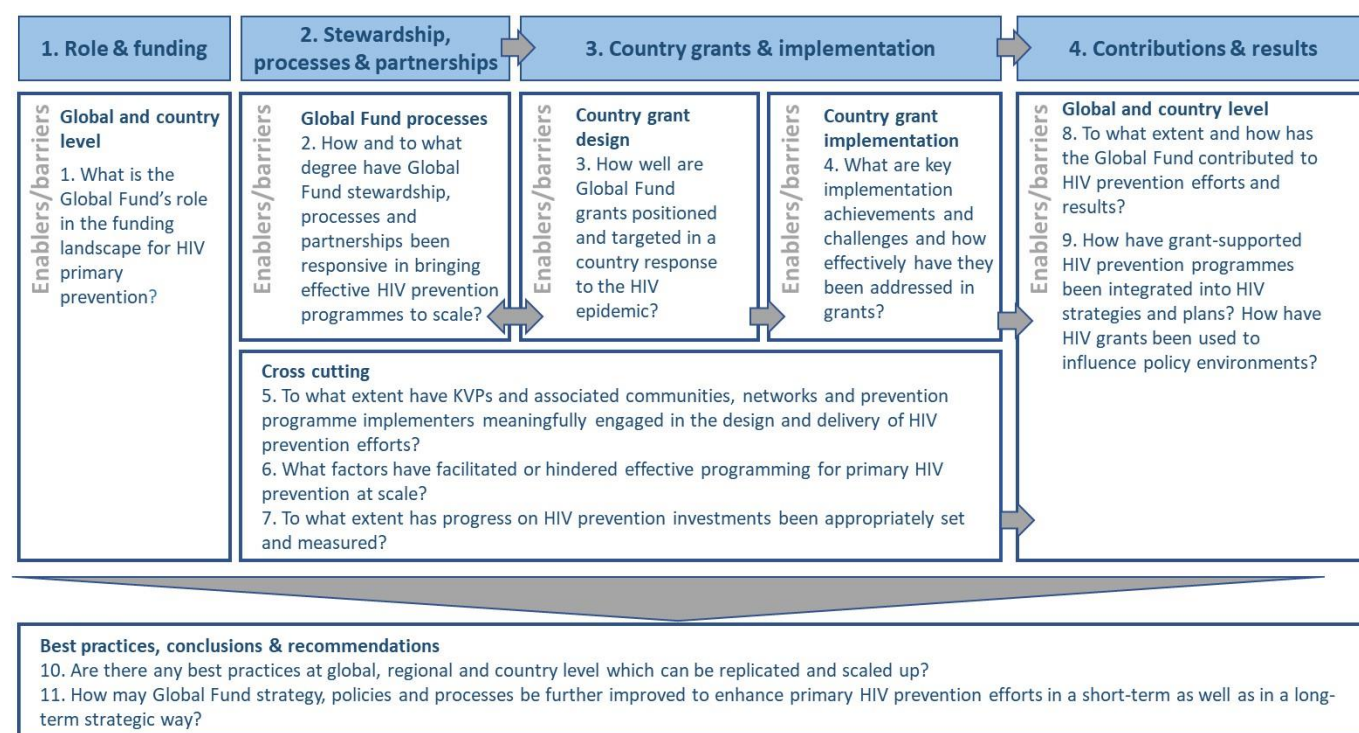 1. Role & funding
2. Stewardship,
processes & partnerships
3. Country grants & implementation
4. Contributions & results
Enablers/barriers
Global and country
level
1. What is the
Global Fund's role
in the funding
landscape for HIV
primary
prevention?
Enablers/barriers
Global Fund processes
2. How and to what
degree have Global
Fund stewardship,
processes and
partnerships been
responsive in bringing
effective HIV prevention
programmes to scale?
Enablers/barriers
Country grant
design
3. How well are
Global Fund
grants positioned
and targeted in a
country response
to the HIV
epidemic?
Enablers/barriers
Country grant
implementation
4. What are key
implementation
achievements and
challenges and how
effectively have they
been addressed in
grants?
Enablers/barriers
Global and country level
8. To what extent and how has
the Global Fund contributed to
HIV prevention efforts and
results?
9. How have grant-supported
HIV prevention programmes
been integrated into HIV
strategies and plans? How have
HIV grants been used to
influence policy environments?
Cross cutting
5. To what extent have KVPs and associated communities, networks and prevention
programme implementers meaningfully engaged in the design and delivery of HIV
prevention efforts?
6. What factors have facilitated or hindered effective programming for primary HIV
prevention at scale?
7. To what extent has progress on HIV prevention investments been appropriately set
and measured?
Best practices, conclusions & recommendations
10. Are there any best practices at global, regional and country level which can be replicated and scaled up?
11. How may Global Fund strategy, policies and processes be further improved to enhance primary HIV prevention efforts in a short-term as well as in a long-
term strategic way?